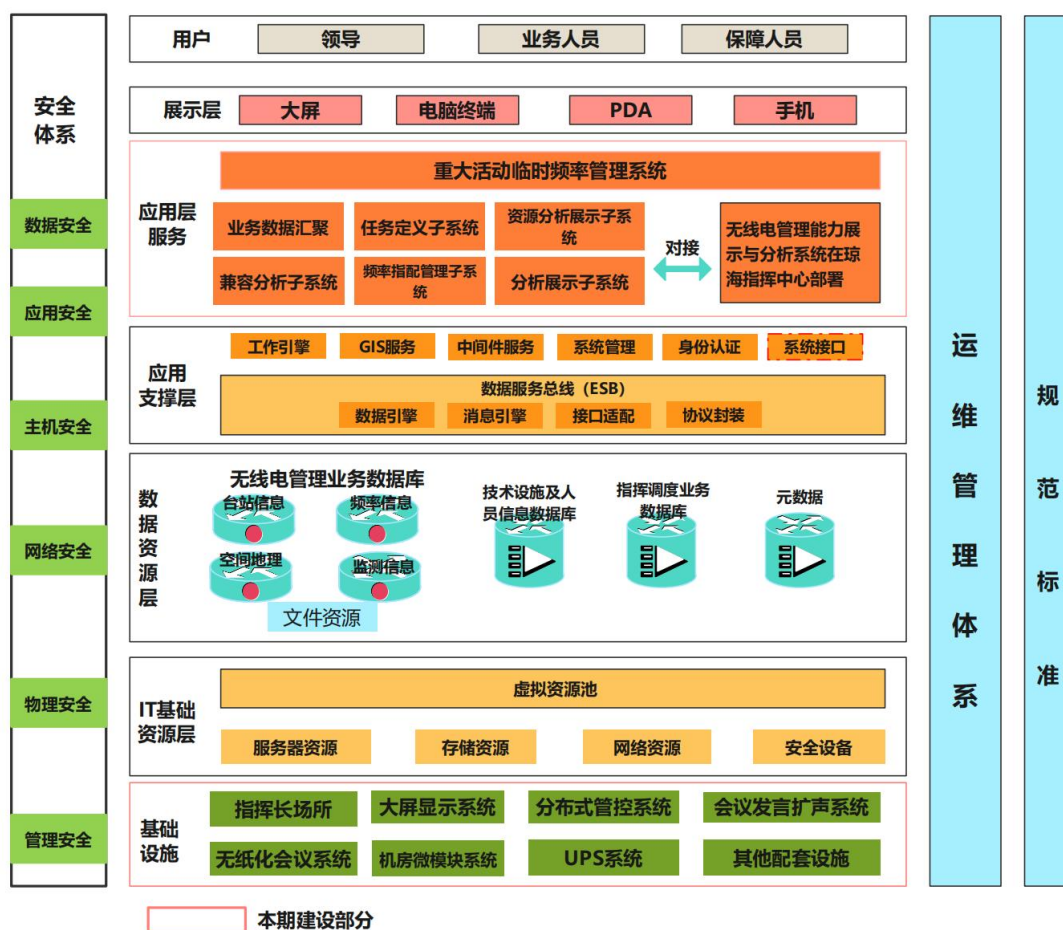 用户
领导
业务人员
保障人员
安全
体系
展示层
大屏
电脑终端
PDA
手机
重大活动临时频率管理系统
应用层
服务
业务数据汇聚
任务定义子系统
资源分析展示子系
统
兼容分析子系统
频率指配管理子系
统
分析展示子系统
对接
无线电管理能力展
示与分析系统在琼
海指挥中心部署
数据安全
应用安全
主机安全
网络安全
物理安全
管理安全
应用
支撑层
工作引擎
GIS服务
中间件服务
系统管理
身份认证
系统接口
数据服务总线（ESB）
数据引擎
消息引擎
接口适配
协议封装
数
据
资
源
层
无线电管理业务数据库
台站信息
频率信息
空间地理
监测信息
文件资源
技术设施及人
员信息数据库
指挥调度业务
数据库
元数据
IT基础
资源层
虚拟资源池
服务器资源
存储资源
网络资源
安全设备
基础
设施
指挥长场所
大屏显示系统
分布式管控系统
会议发言扩声系统
无纸化会议系统
机房微模块系统
UPS系统
其他配套设施
运
维
管
理
体
系
规
范
标
准
本期建设部分